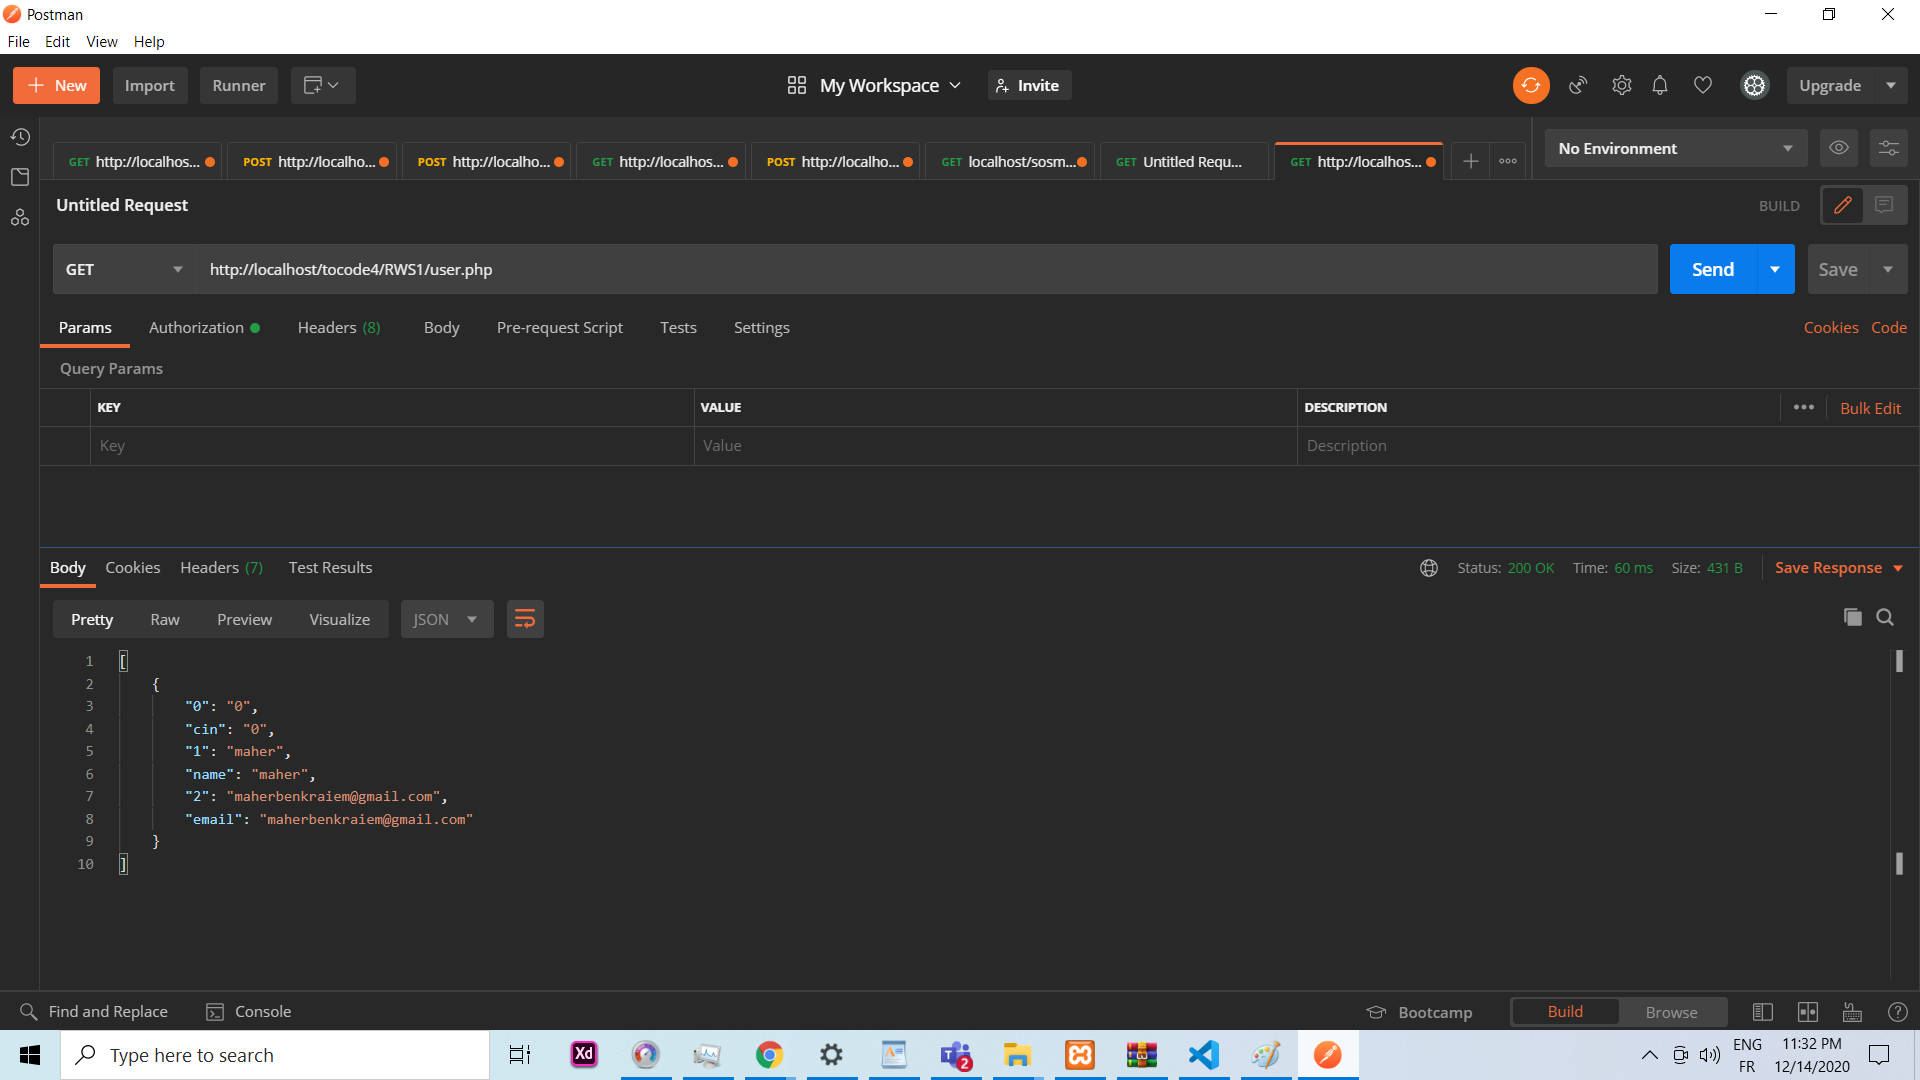 Postman
File Edit View Help
New Import Runner My Workspace Invite Upgrade
GET http://localhos... POST http://localho... POST http://localho... GET http://localhos... POST http://localho... GET localhost/sosm... GET Untitled Requ... GET http://localhos... No Environment
Untitled Request BUILD
GET http://localhost/tocode4/RWS1/user.php Send Save
Params Authorization Headers (8) Body Pre-request Script Tests Settings Cookies Code
Query Params
KEY VALUE DESCRIPTION Bulk Edit
Key Value Description
Body Cookies Headers (7) Test Results Status: 200 OK Time: 60 ms Size: 431 B Save Response
Pretty Raw Preview Visualize JSON
1 [
2 {
3 "0": "0",
4 "cin": "0",
5 "1": "maher",
6 "name": "maher",
7 "2": "maherbenkraiem@gmail.com",
8 "email": "maherbenkraiem@gmail.com"
9 }
10 ]
Find and Replace Console Bootcamp Build Browse
Type here to search Xd T 2 ENG 11:32 PM
FR 12/14/2020